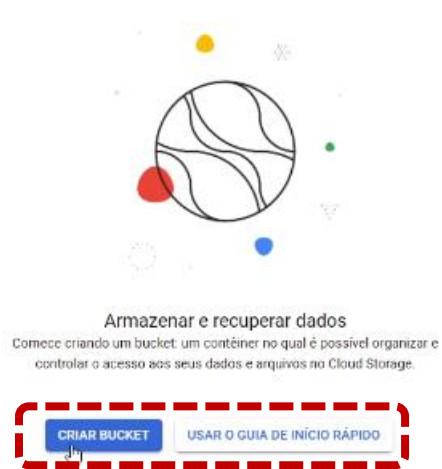 Armazenar e recuperar dados
Comece criando um bucket: um contêiner no qual é possível organizar e
controlar o acesso aos seus dados e arquivos no Cloud Storage.
CRIAR BUCKET
USAR O GUIA DE INÍCIO RÁPIDO